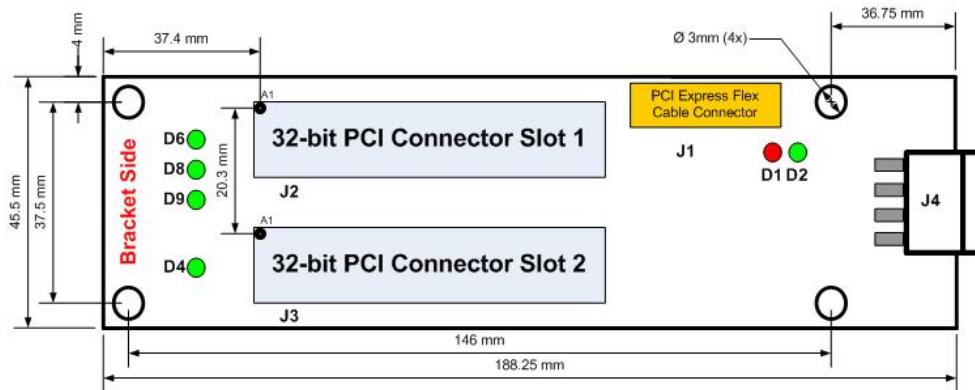 36.75 mm
4 mm
37.4 mm
Ø 3mm (4x)
A1
PCI Express Flex
Cable Connector
32-bit PCI Connector Slot 1
J1
D6
D8
D9
D4
D1 D2
J2
20.3 mm
Bracket Side
45.5 mm
37.5 mm
J4
A1
32-bit PCI Connector Slot 2
J3
146 mm
188.25 mm